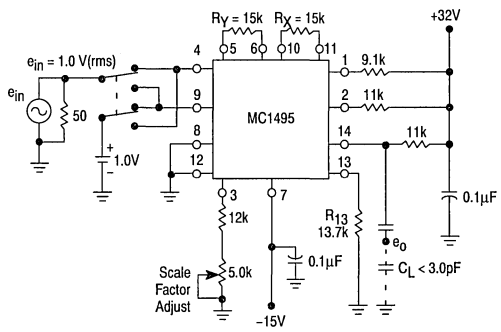 R_Y = 15k
R_X = 15k
+32V
e_in = 1.0 V(rms)
4
5
6
10
11
1
9.1k
e_in
50
9
2
11k
MC1495
8
14
11k
+
1.0V
–
12
13
3
7
0.1μF
12k
R13
13.7k
e_o
5.0k
0.1μF
C_L < 3.0pF
Scale
Factor
Adjust
–15V